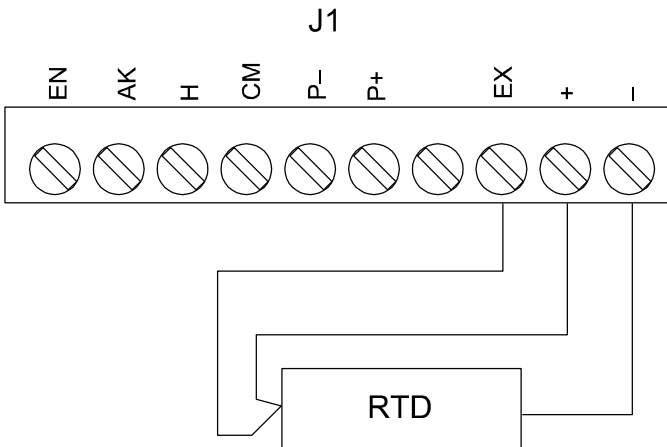 J1
EN AK H CM P– P+ EX + –
RTD